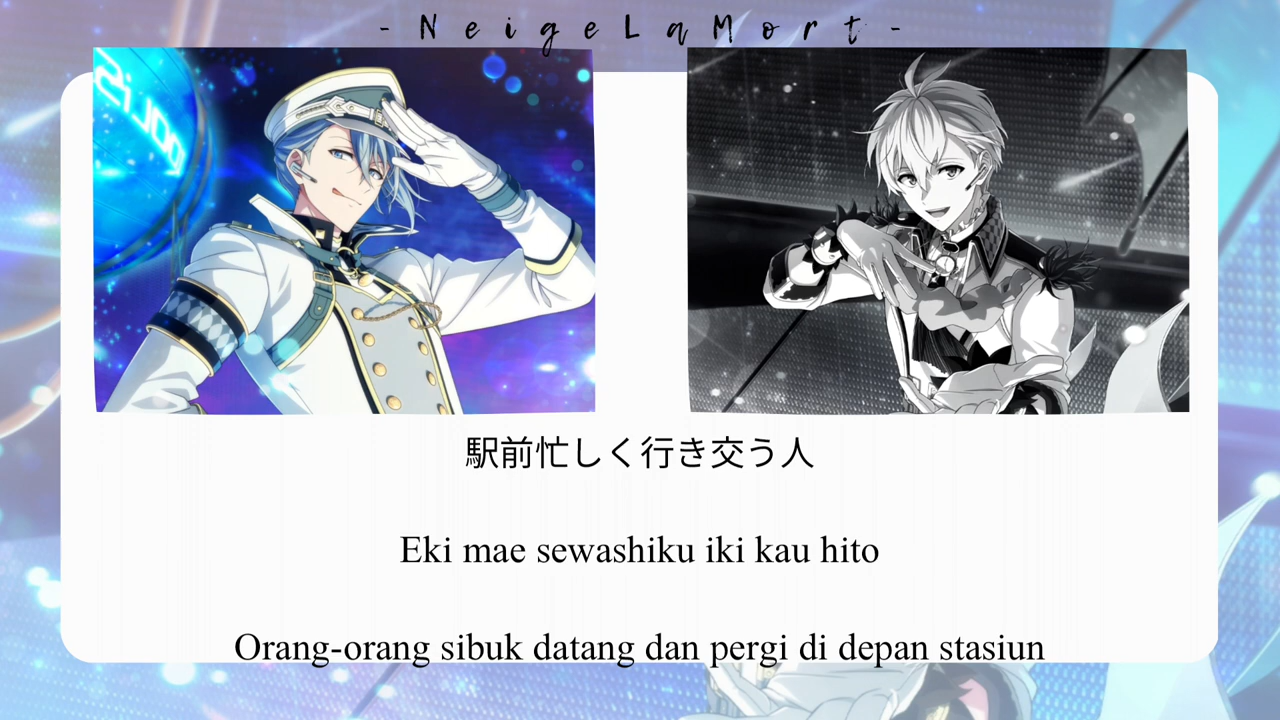 - N e i g e L a M o r t -
駅前忙しく行き交う人
Eki mae sewashiku iki kau hito
Orang-orang sibuk datang dan pergi di depan stasiun